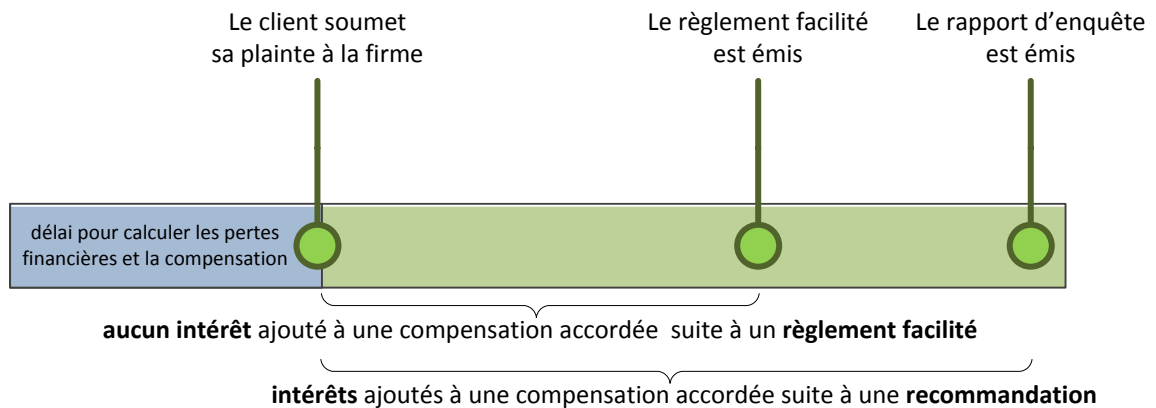 Le client soumet
sa plainte à la firme
Le règlement facilité
est émis
Le rapport d’enquête
est émis
délai pour calculer les pertes
financières et la compensation
aucun intérêt ajouté à une compensation accordée suite à un règlement facilité
intérêts ajoutés à une compensation accordée suite à une recommandation